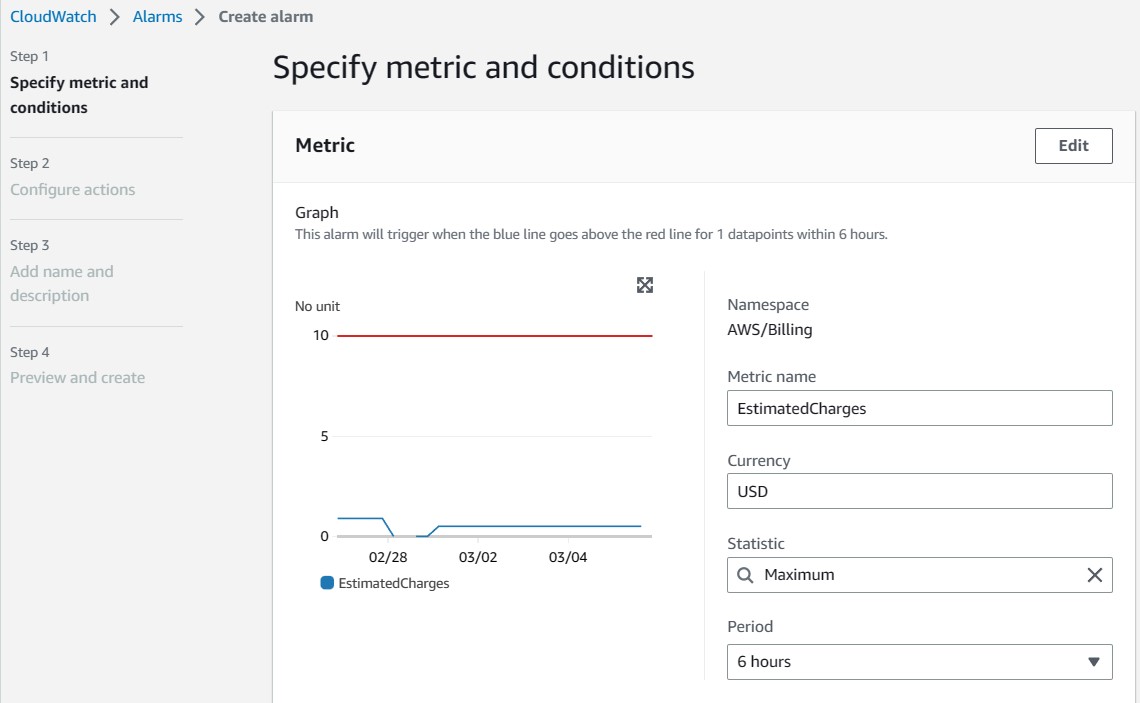 CloudWatch > Alarms > Create alarm
Step 1
Specify metric and
conditions
Step 2
Configure actions
Step 3
Add name and
description
Step 4
Preview and create
Specify metric and conditions
Metric
Edit
Graph
This alarm will trigger when the blue line goes above the red line for 1 datapoints within 6 hours.
No unit
10
5
0
02/28 03/02 03/04
EstimatedCharges
Namespace
AWS/Billing
Metric name
EstimatedCharges
Currency
USD
Statistic
Maximum
Period
6 hours